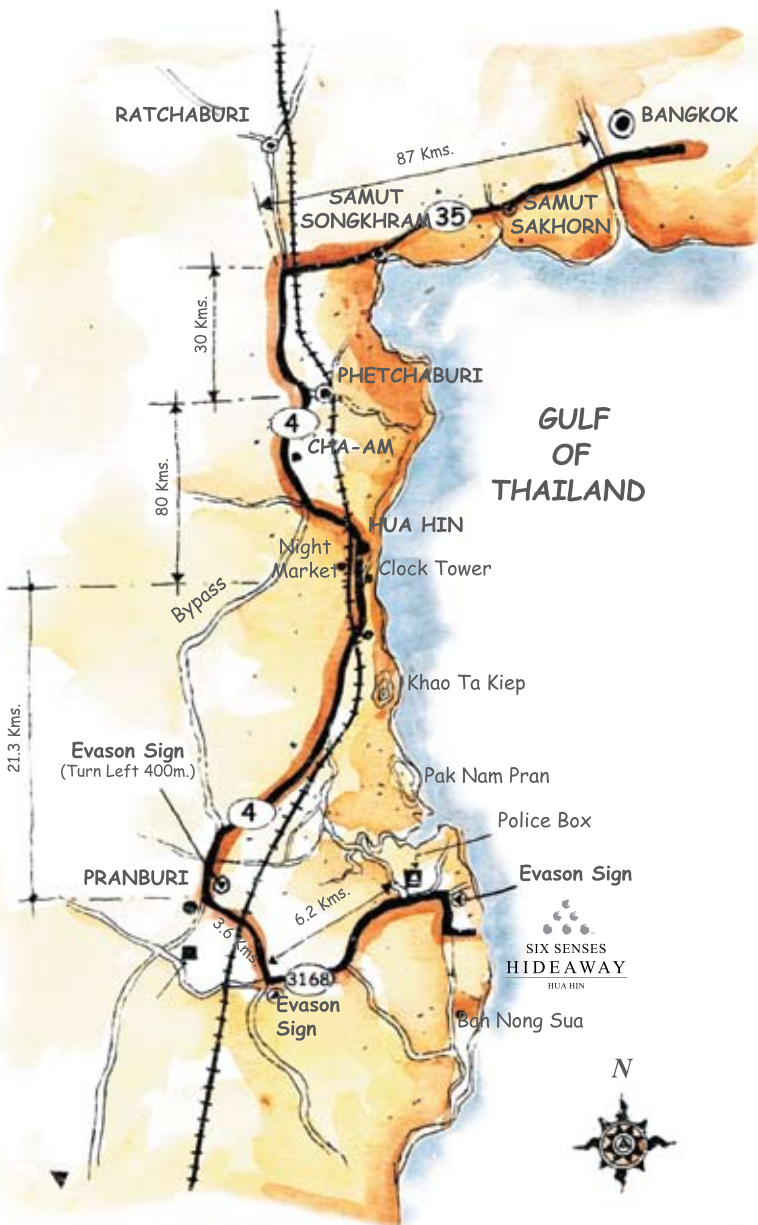 RATCHABURI
BANGKOK
87 Kms.
SAMUT
SONGKHRAM
35
SAMUT
SAKHORN
30 Kms.
PHETCHABURI
4
CHA-AM
GULF
OF
THAILAND
80 Kms.
HUA HIN
Night
Market
Clock Tower
Bypass
Khao Ta Kiep
21.3 Kms.
Evason Sign
(Turn Left 400m.)
Pak Nam Pran
4
Police Box
PRANBURI
Evason Sign
6.2 Kms.
3.6 Kms.
SIX SENSES
HIDEAWAY
HUA HIN
3168
Evason
Sign
Ban Nong Sua
N